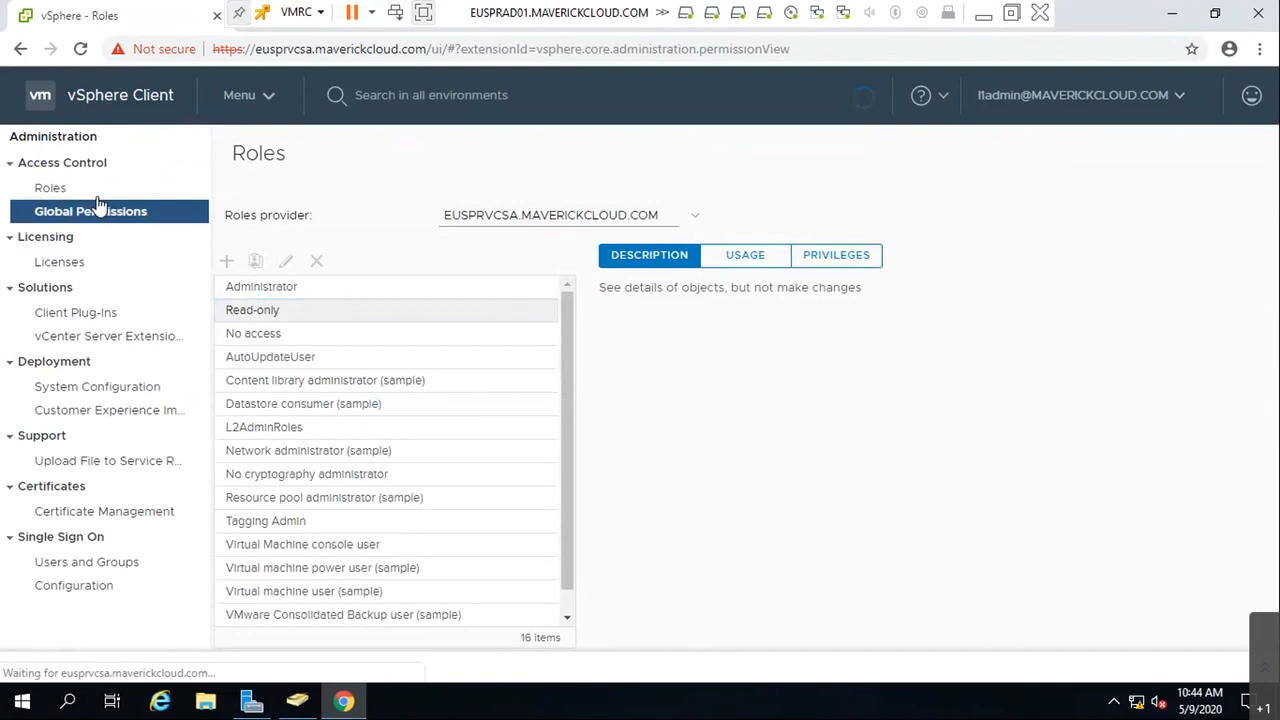 vSphere - Roles
VMRC
EUSPRAD01.MAVERICKCLOUD.COM
Not secure
https://eusprvcsa.maverickcloud.com/ui/#?extensionId=vsphere.core.administration.permissionView
vm vSphere Client
Menu
Search in all environments
l1admin@MAVERICKCLOUD.COM
Administration
Access Control
Roles
Global Permissions
Licensing
Licenses
Solutions
Client Plug-Ins
vCenter Server Extensio...
Deployment
System Configuration
Customer Experience Im...
Support
Upload File to Service R...
Certificates
Certificate Management
Single Sign On
Users and Groups
Configuration
Roles
Roles provider:
EUSPRVCSA.MAVERICKCLOUD.COM
Administrator
Read-only
No access
AutoUpdateUser
Content library administrator (sample)
Datastore consumer (sample)
L2AdminRoles
Network administrator (sample)
No cryptography administrator
Resource pool administrator (sample)
Tagging Admin
Virtual Machine console user
Virtual machine power user (sample)
Virtual machine user (sample)
VMware Consolidated Backup user (sample)
16 items
DESCRIPTION
USAGE
PRIVILEGES
See details of objects, but not make changes
Waiting for eusprvcsa.maverickcloud.com...
10:44 AM
5/9/2020
+1